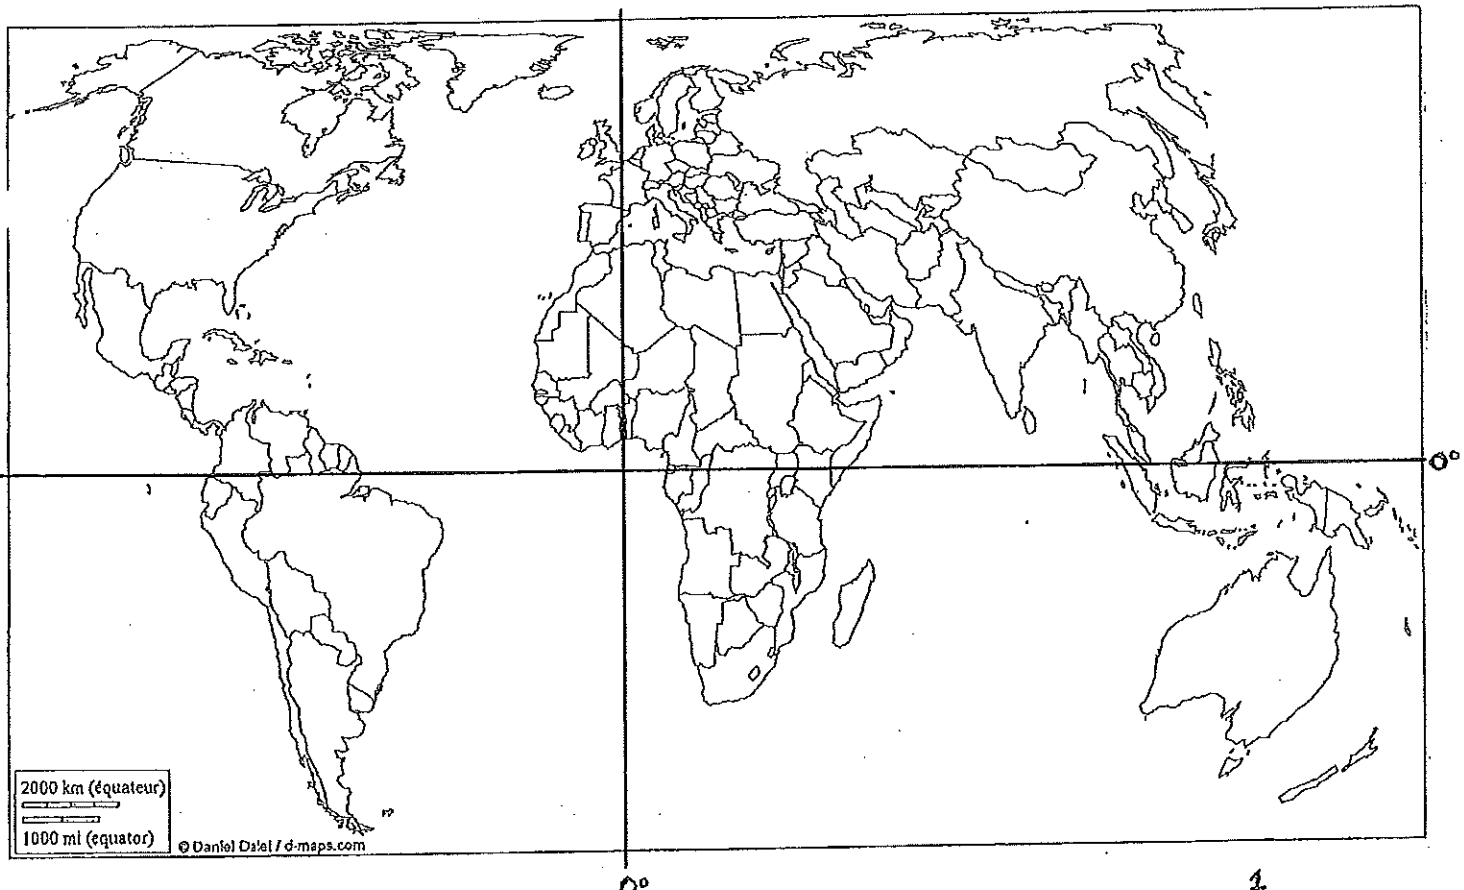 0°
2000 km (équateur)
1000 mi (equator)
© Daniel Dalet / d-maps.com
0°
1